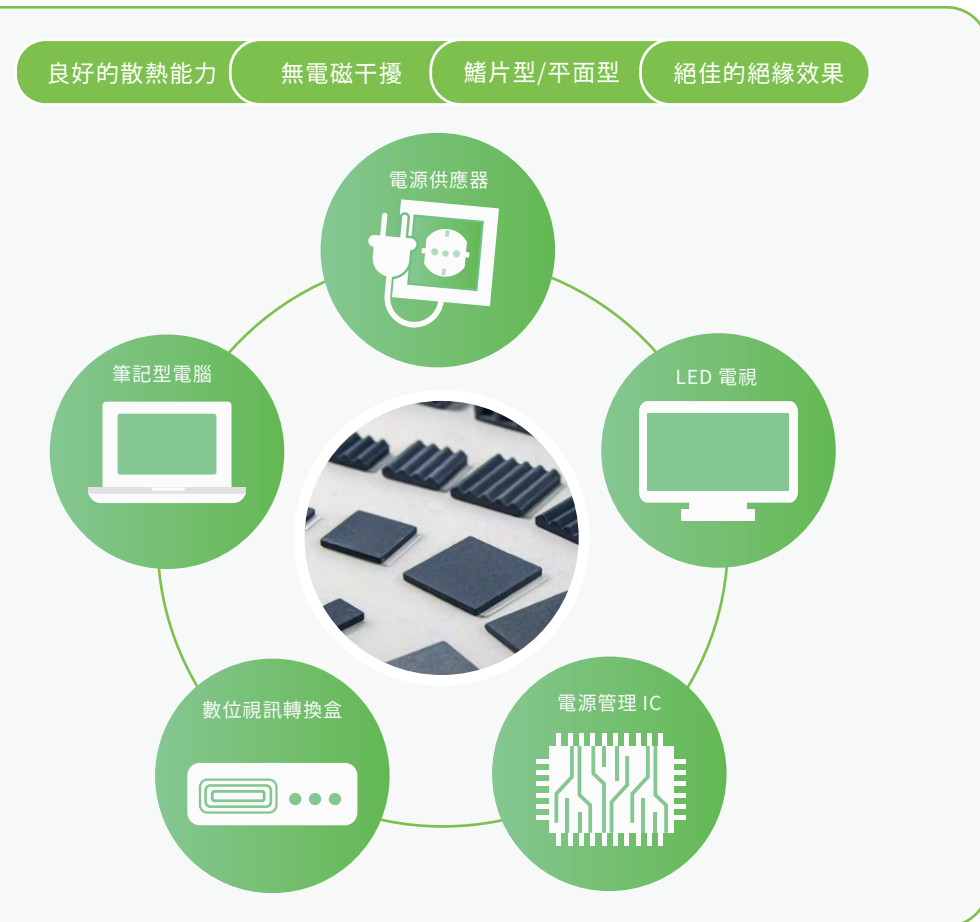 良好的散熱能力
無電磁干擾
鰭片型/平面型
絕佳的絕緣效果
電源供應器
筆記型電腦
LED 電視
數位視訊轉換盒
電源管理 IC